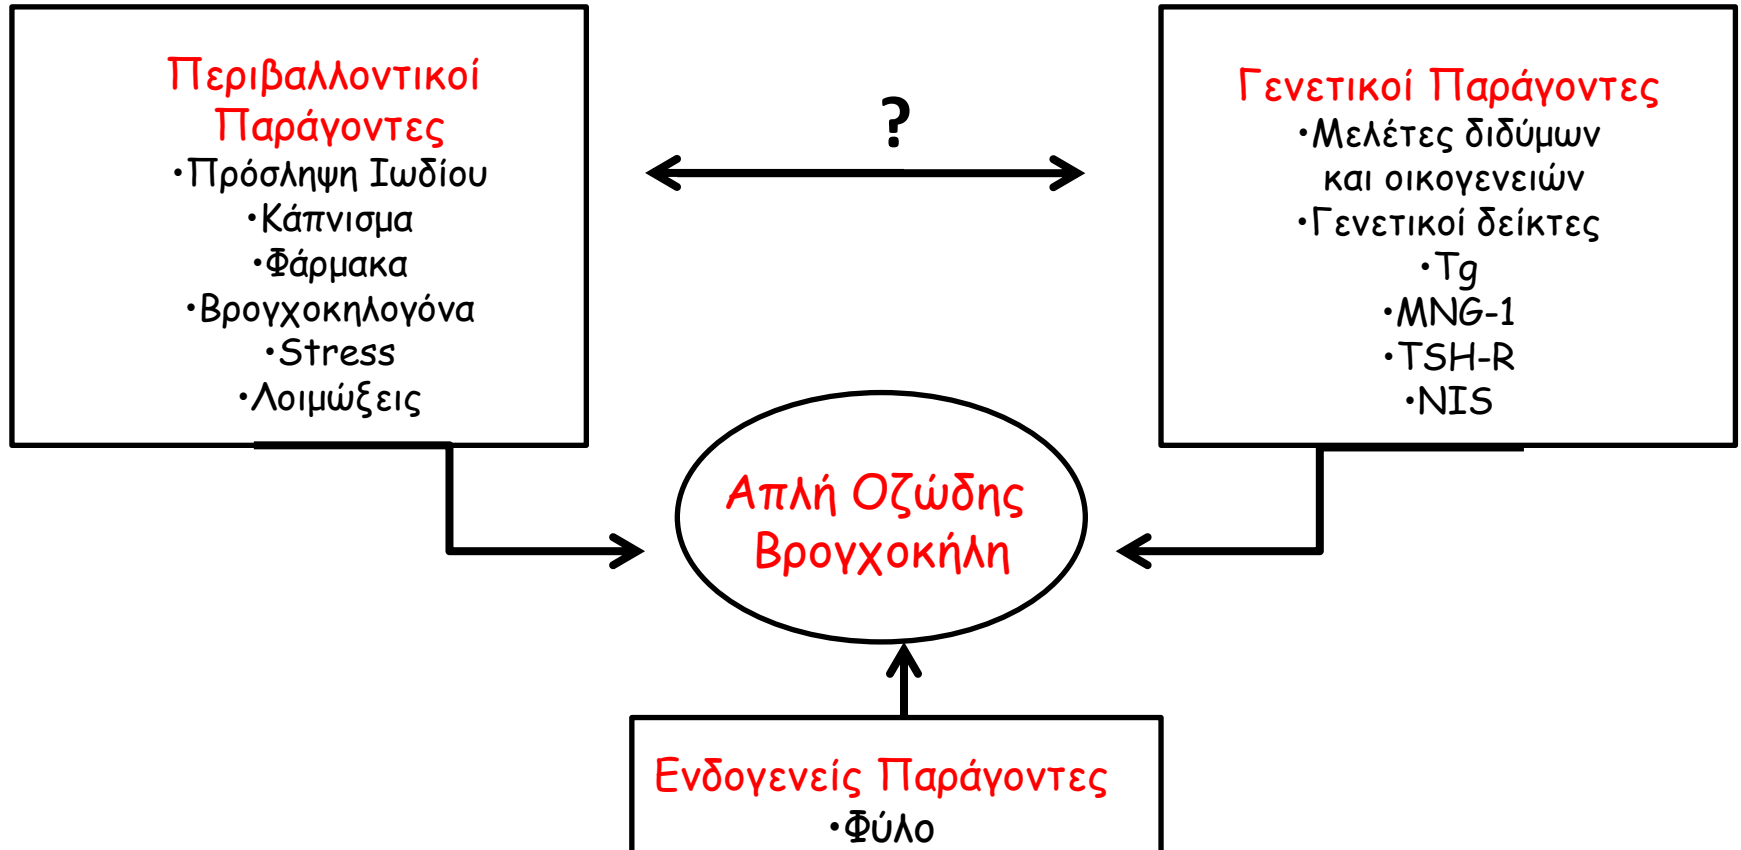 Περιβαλλοντικοί
Παράγοντες
•Πρόσληψη Ιωδίου
•Κάπνισμα
•Φάρμακα
•Βρογχοκηλογόνα
•Stress
•Λοιμώξεις
?
Γενετικοί Παράγοντες
•Μελέτες διδύμων
και οικογενειών
•Γενετικοί δείκτες
•Tg
•MNG-1
•TSH-R
•NIS
Απλή Οζώδης
Βρογχοκήλη
Ενδογενείς Παράγοντες
•Φύλο